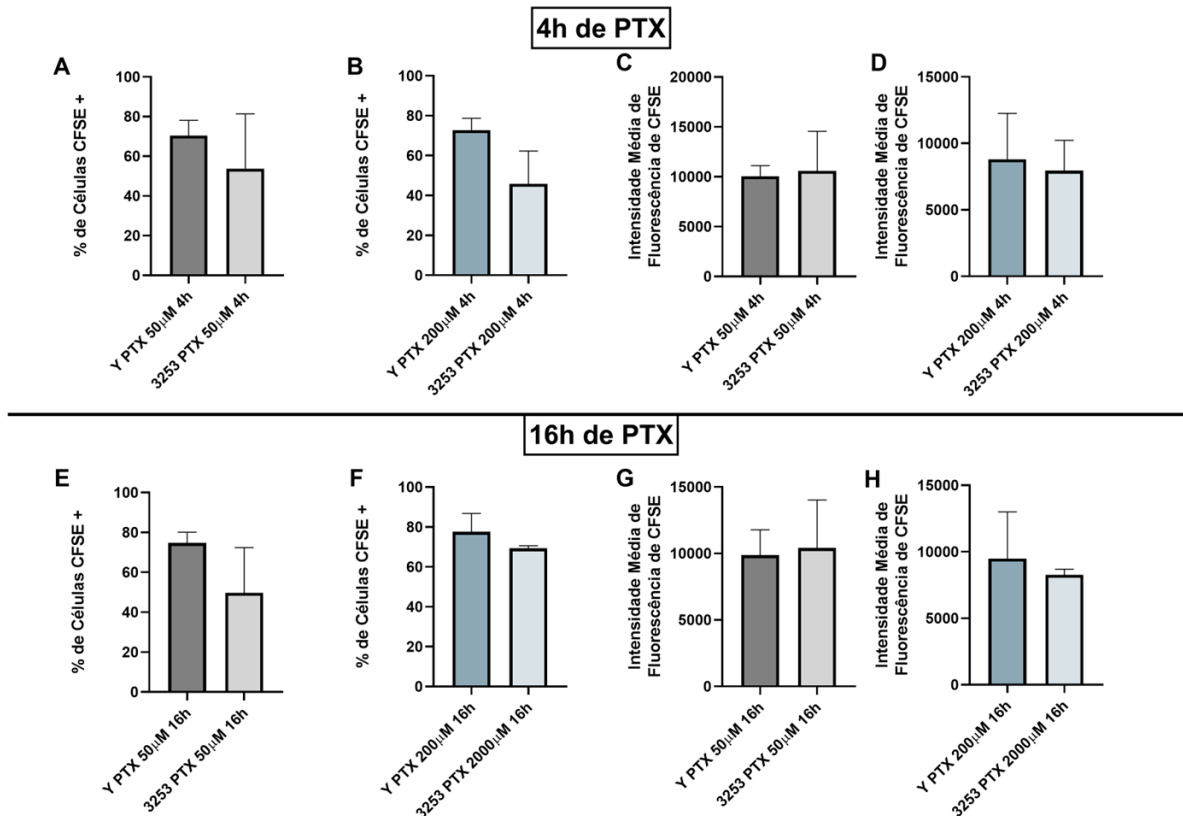 4h de PTX
A
% de Células CFSE +
100
80
60
40
20
0
Y PTX 50μM 4h
3253 PTX 50μM 4h
B
% de Células CFSE +
100
80
60
40
20
0
Y PTX 200μM 4h
3253 PTX 200μM 4h
C
Intensidade Média de
Fluorescência de CFSE
20000
15000
10000
5000
0
Y PTX 50μM 4h
3253 PTX 50μM 4h
D
Intensidade Média de
Fluorescência de CFSE
15000
10000
5000
0
Y PTX 200μM 4h
3253 PTX 200μM 4h
16h de PTX
E
% de Células CFSE +
100
80
60
40
20
0
Y PTX 50μM 16h
3253 PTX 50μM 16h
F
% de Células CFSE +
100
80
60
40
20
0
Y PTX 200μM 16h
3253 PTX 2000μM 16h
G
Intensidade Média de
Fluorescência de CFSE
15000
10000
5000
0
Y PTX 50μM 16h
3253 PTX 50μM 16h
H
Intensidade Média de
Fluorescência de CFSE
15000
10000
5000
0
Y PTX 200μM 16h
3253 PTX 2000μM 16h